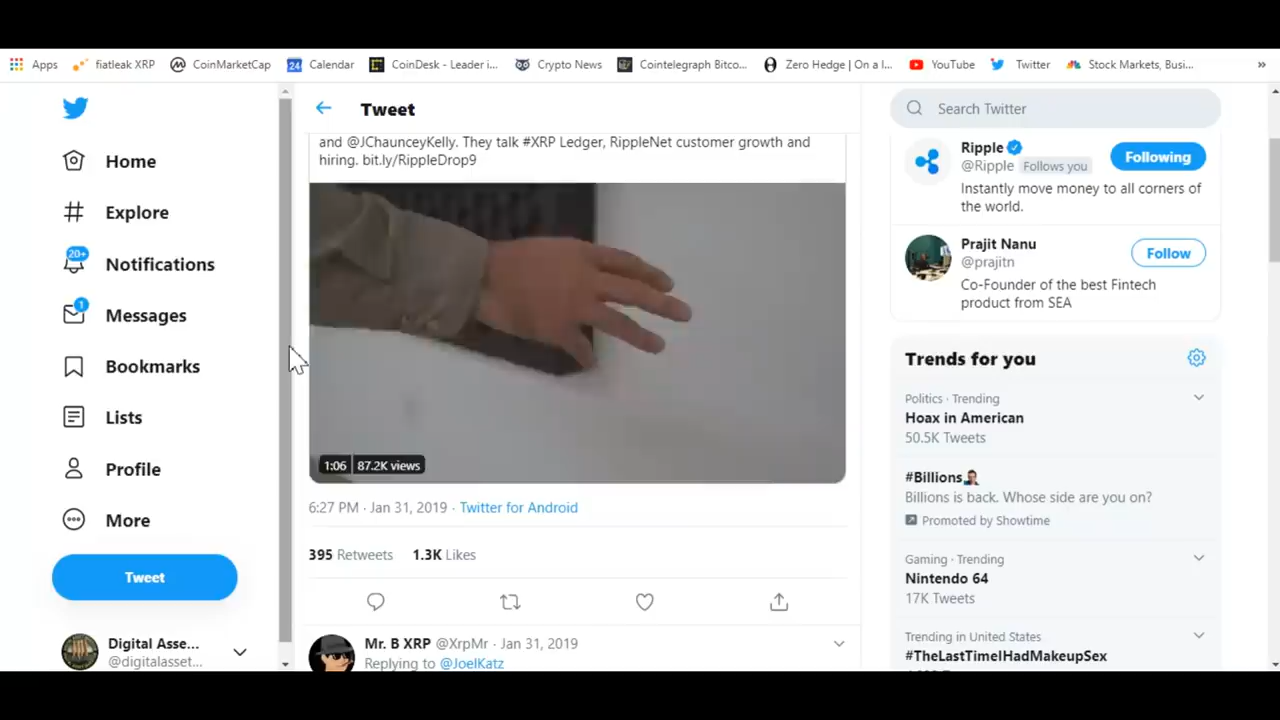 Apps
fiatleak XRP
CoinMarketCap
24
Calendar
CoinDesk - Leader i...
Crypto News
Cointelegraph Bitco...
Zero Hedge | On a l...
YouTube
Twitter
Stock Markets, Busi...
»
Home
Explore
20+
Notifications
1
Messages
Bookmarks
Lists
Profile
More
Tweet
Digital Asse...
@digitalasset...
Tweet
and @JChaunceyKelly. They talk #XRP Ledger, RippleNet customer growth and
hiring. bit.ly/RippleDrop9
1:06 87.2K views
6:27 PM · Jan 31, 2019 · Twitter for Android
395 Retweets 1.3K Likes
Mr. B XRP @XrpMr · Jan 31, 2019
Replying to @JoelKatz
Search Twitter
Ripple
@Ripple Follows you
Following
Instantly move money to all corners of
the world.
Prajit Nanu
@prajitn
Follow
Co-Founder of the best Fintech
product from SEA
Trends for you
Politics · Trending
Hoax in American
50.5K Tweets
#Billions
Billions is back. Whose side are you on?
Promoted by Showtime
Gaming · Trending
Nintendo 64
17K Tweets
Trending in United States
#TheLastTimeIHadMakeupSex